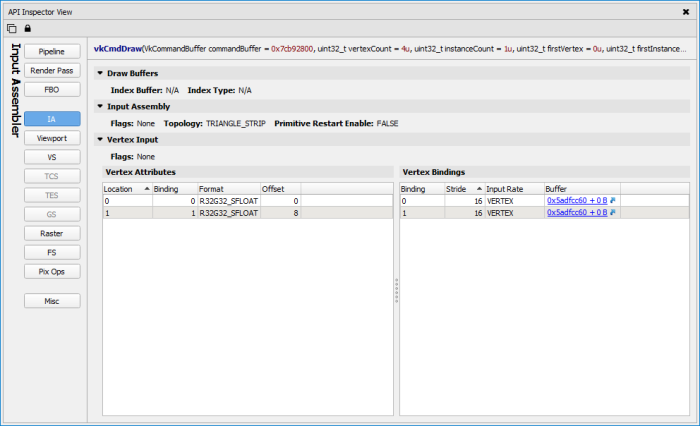 API Inspector View
Input Assembler
Pipeline
Render Pass
FBO
IA
Viewport
VS
TCS
TES
GS
Raster
FS
Pix Ops
Misc
vkCmdDraw(VkCommandBuffer commandBuffer = 0x7cb92800, uint32_t vertexCount = 4u, uint32_t instanceCount = 1u, uint32_t firstVertex = 0u, uint32_t firstInstance...
Draw Buffers
Index Buffer: N/A Index Type: N/A
Input Assembly
Flags: None Topology: TRIANGLE_STRIP Primitive Restart Enable: FALSE
Vertex Input
Flags: None
Vertex Attributes
Location Binding Format Offset
0 0 R32G32_SFLOAT 0
1 1 R32G32_SFLOAT 8
Vertex Bindings
Binding Stride Input Rate Buffer
0 16 VERTEX 0x5adfcc60 + 0 B
1 16 VERTEX 0x5adfcc60 + 0 B